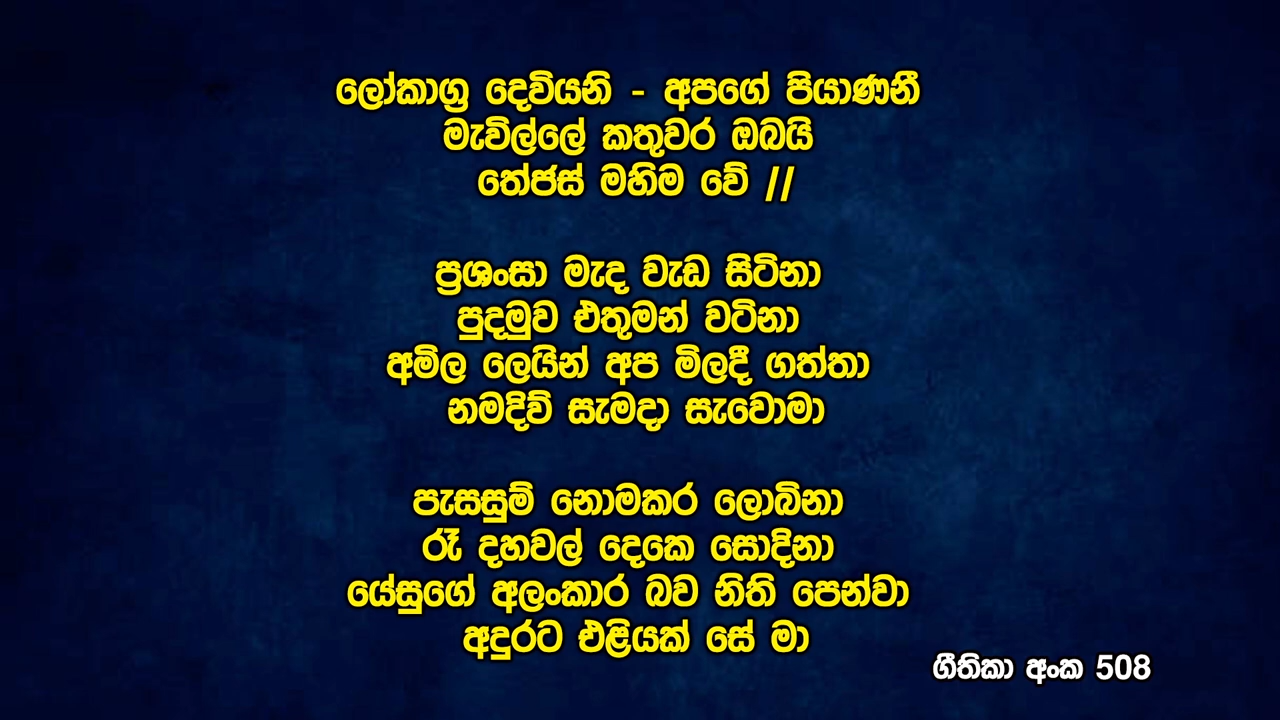 ලෝකාග්‍ර දෙවියනි - අපගේ පියාණනී
මැවිල්ලේ කතුවර ඔබයි
තේජස් මහිම වේ //
ප්‍රශංසා මැද වැඩ සිටිනා
පුදමුව එතුමන් වටිනා
අමිල ලෙයින් අප මිලදී ගත්තා
නමදිව් සැමදා සැවොමා
පැසසුම් නොමකර ලොබිනා
රෑ දහවල් දෙකෙ සොදිනා
යේසුගේ අලංකාර බව නිති පෙන්වා
අදුරට එළියක් සේ මා
ගීතිකා අංක 508